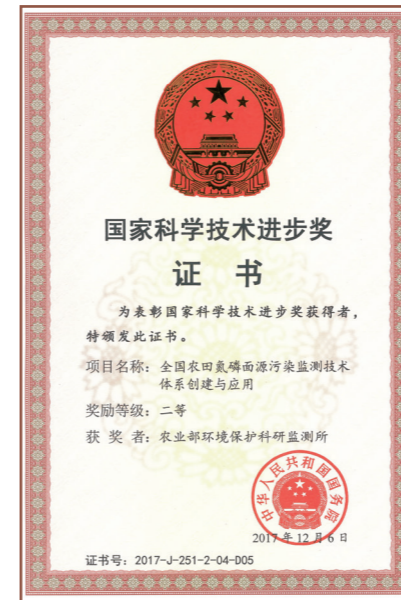 国家科学技术进步奖
证 书
为表彰国家科学技术进步奖获得者，
特颁发此证书。
项目名称： 全国农田氮磷面源污染监测技术
体系创建与应用
奖励等级： 二等
获 奖 者： 农业部环境保护科研监测所
中华人民共和国国务院
2017年12月6日
证书号： 2017-J-251-2-04-D05